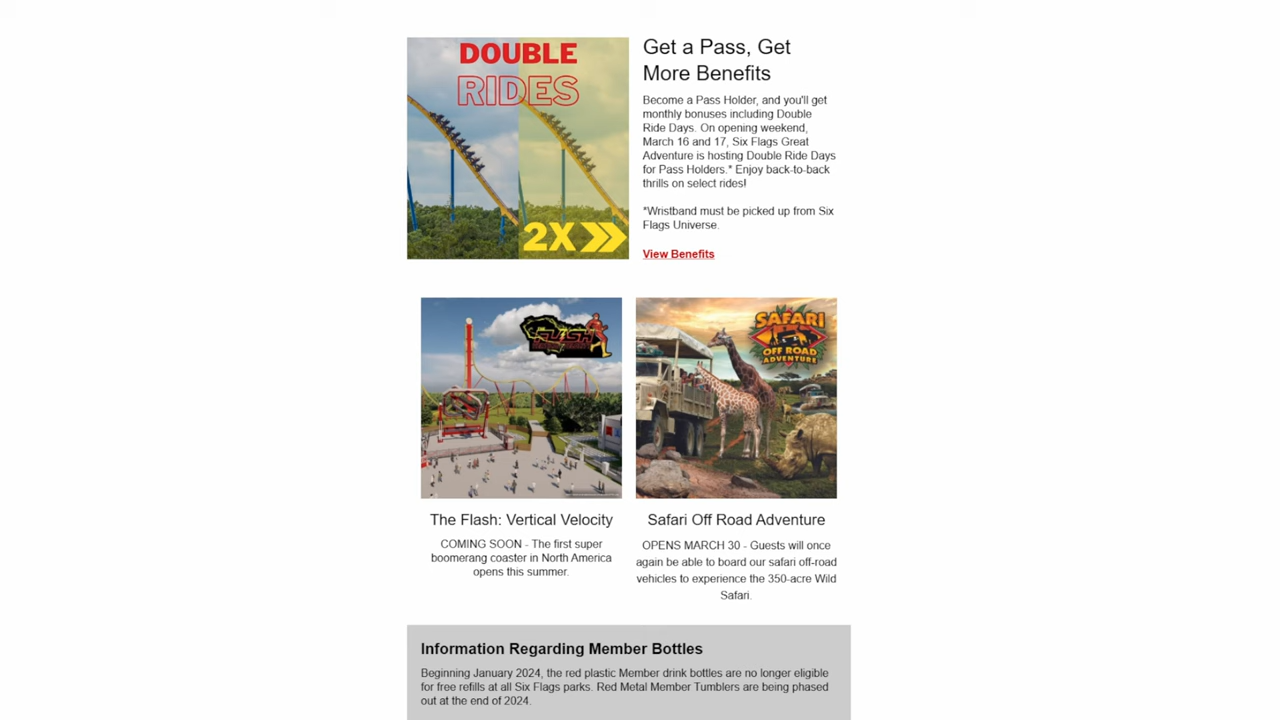 DOUBLE
RIDES
2X
Get a Pass, Get
More Benefits
Become a Pass Holder, and you'll get
monthly bonuses including Double
Ride Days. On opening weekend,
March 16 and 17, Six Flags Great
Adventure is hosting Double Ride Days
for Pass Holders.* Enjoy back-to-back
thrills on select rides!
*Wristband must be picked up from Six
Flags Universe.
View Benefits
FLASH
SAFARI
OFF ROAD
ADVENTURE
The Flash: Vertical Velocity
COMING SOON - The first super
boomerang coaster in North America
opens this summer.
Safari Off Road Adventure
OPENS MARCH 30 - Guests will once
again be able to board our safari off-road
vehicles to experience the 350-acre Wild
Safari.
Information Regarding Member Bottles
Beginning January 2024, the red plastic Member drink bottles are no longer eligible
for free refills at all Six Flags parks. Red Metal Member Tumblers are being phased
out at the end of 2024.